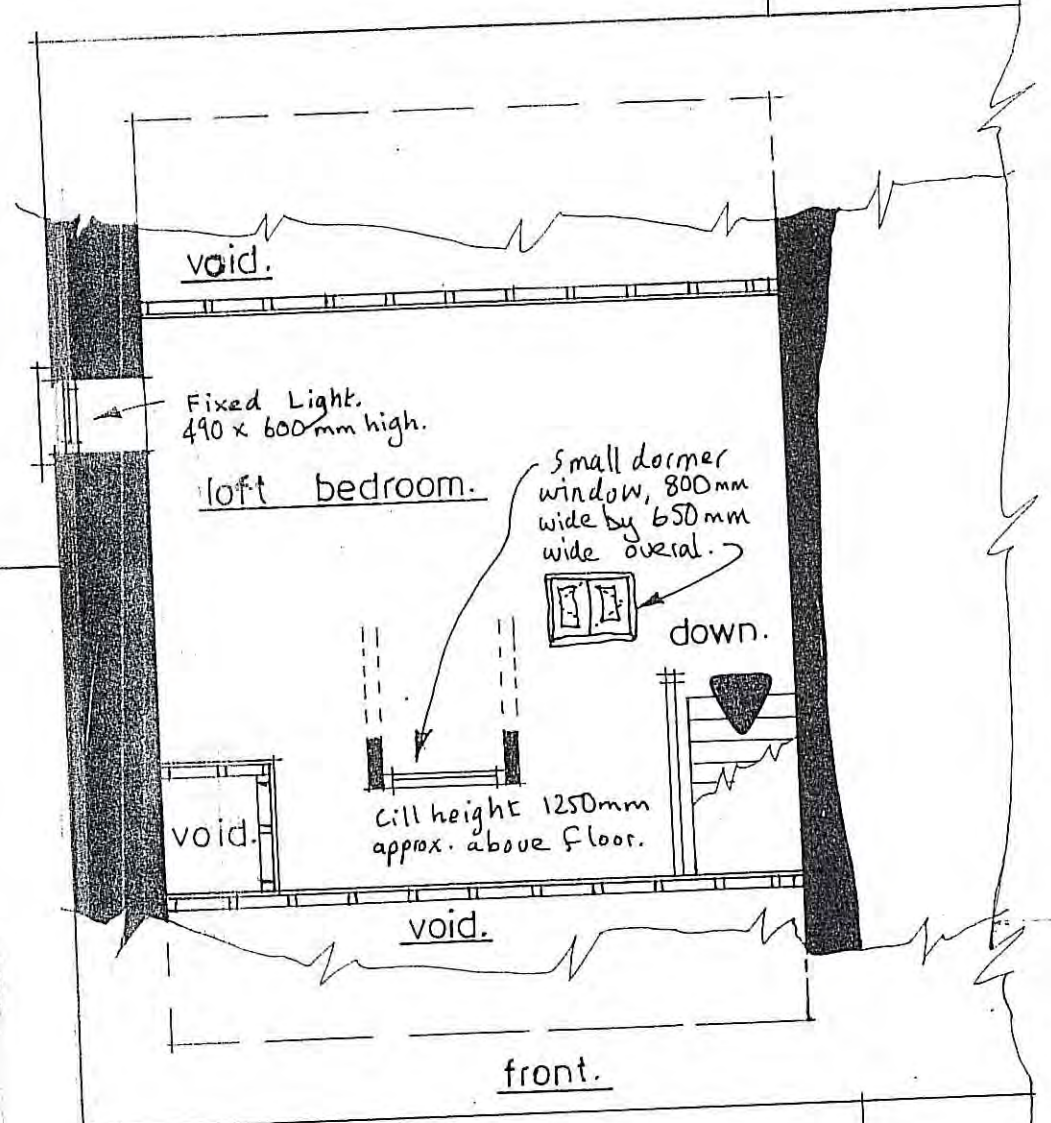 void.
Fixed Light.
490 x 600mm high.
loft bedroom.
Small dormer
window, 800mm
wide by 650mm
wide overal.
down.
void.
Cill height 1250mm
approx. above floor.
void.
front.